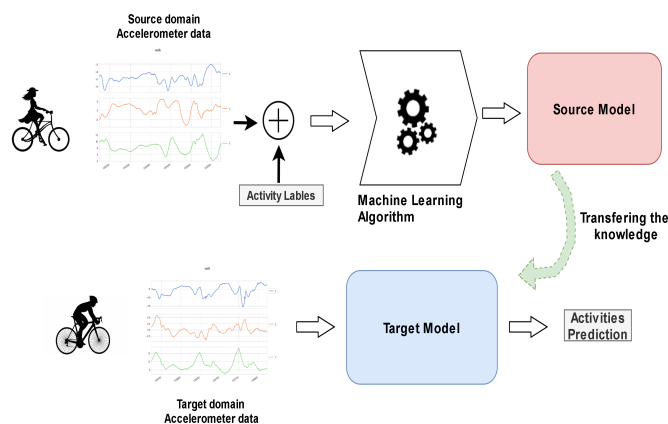 Source domain
Accelerometer data
Activity Lables
Machine Learning
Algorithm
Source Model
Transfering the
knowledge
Target Model
Activities
Prediction
Target domain
Accelerometer data